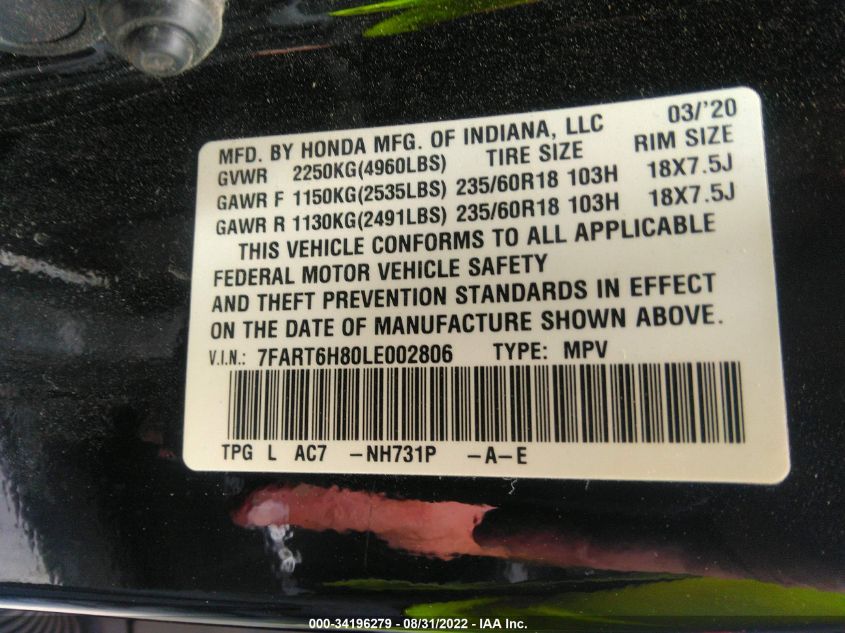 03/'20
MFD. BY HONDA MFG. OF INDIANA, LLC
GVWR 2250KG(4960LBS) TIRE SIZE RIM SIZE
GAWR F 1150KG(2535LBS) 235/60R18 103H 18X7.5J
GAWR R 1130KG(2491LBS) 235/60R18 103H 18X7.5J
THIS VEHICLE CONFORMS TO ALL APPLICABLE
FEDERAL MOTOR VEHICLE SAFETY
AND THEFT PREVENTION STANDARDS IN EFFECT
ON THE DATE OF MANUFACTURE SHOWN ABOVE.
V.I.N.: 7FART6H80LE002806 TYPE: MPV
TPG L AC7 -NH731P -A-E
000-34196279 - 08/31/2022 - IAA Inc.